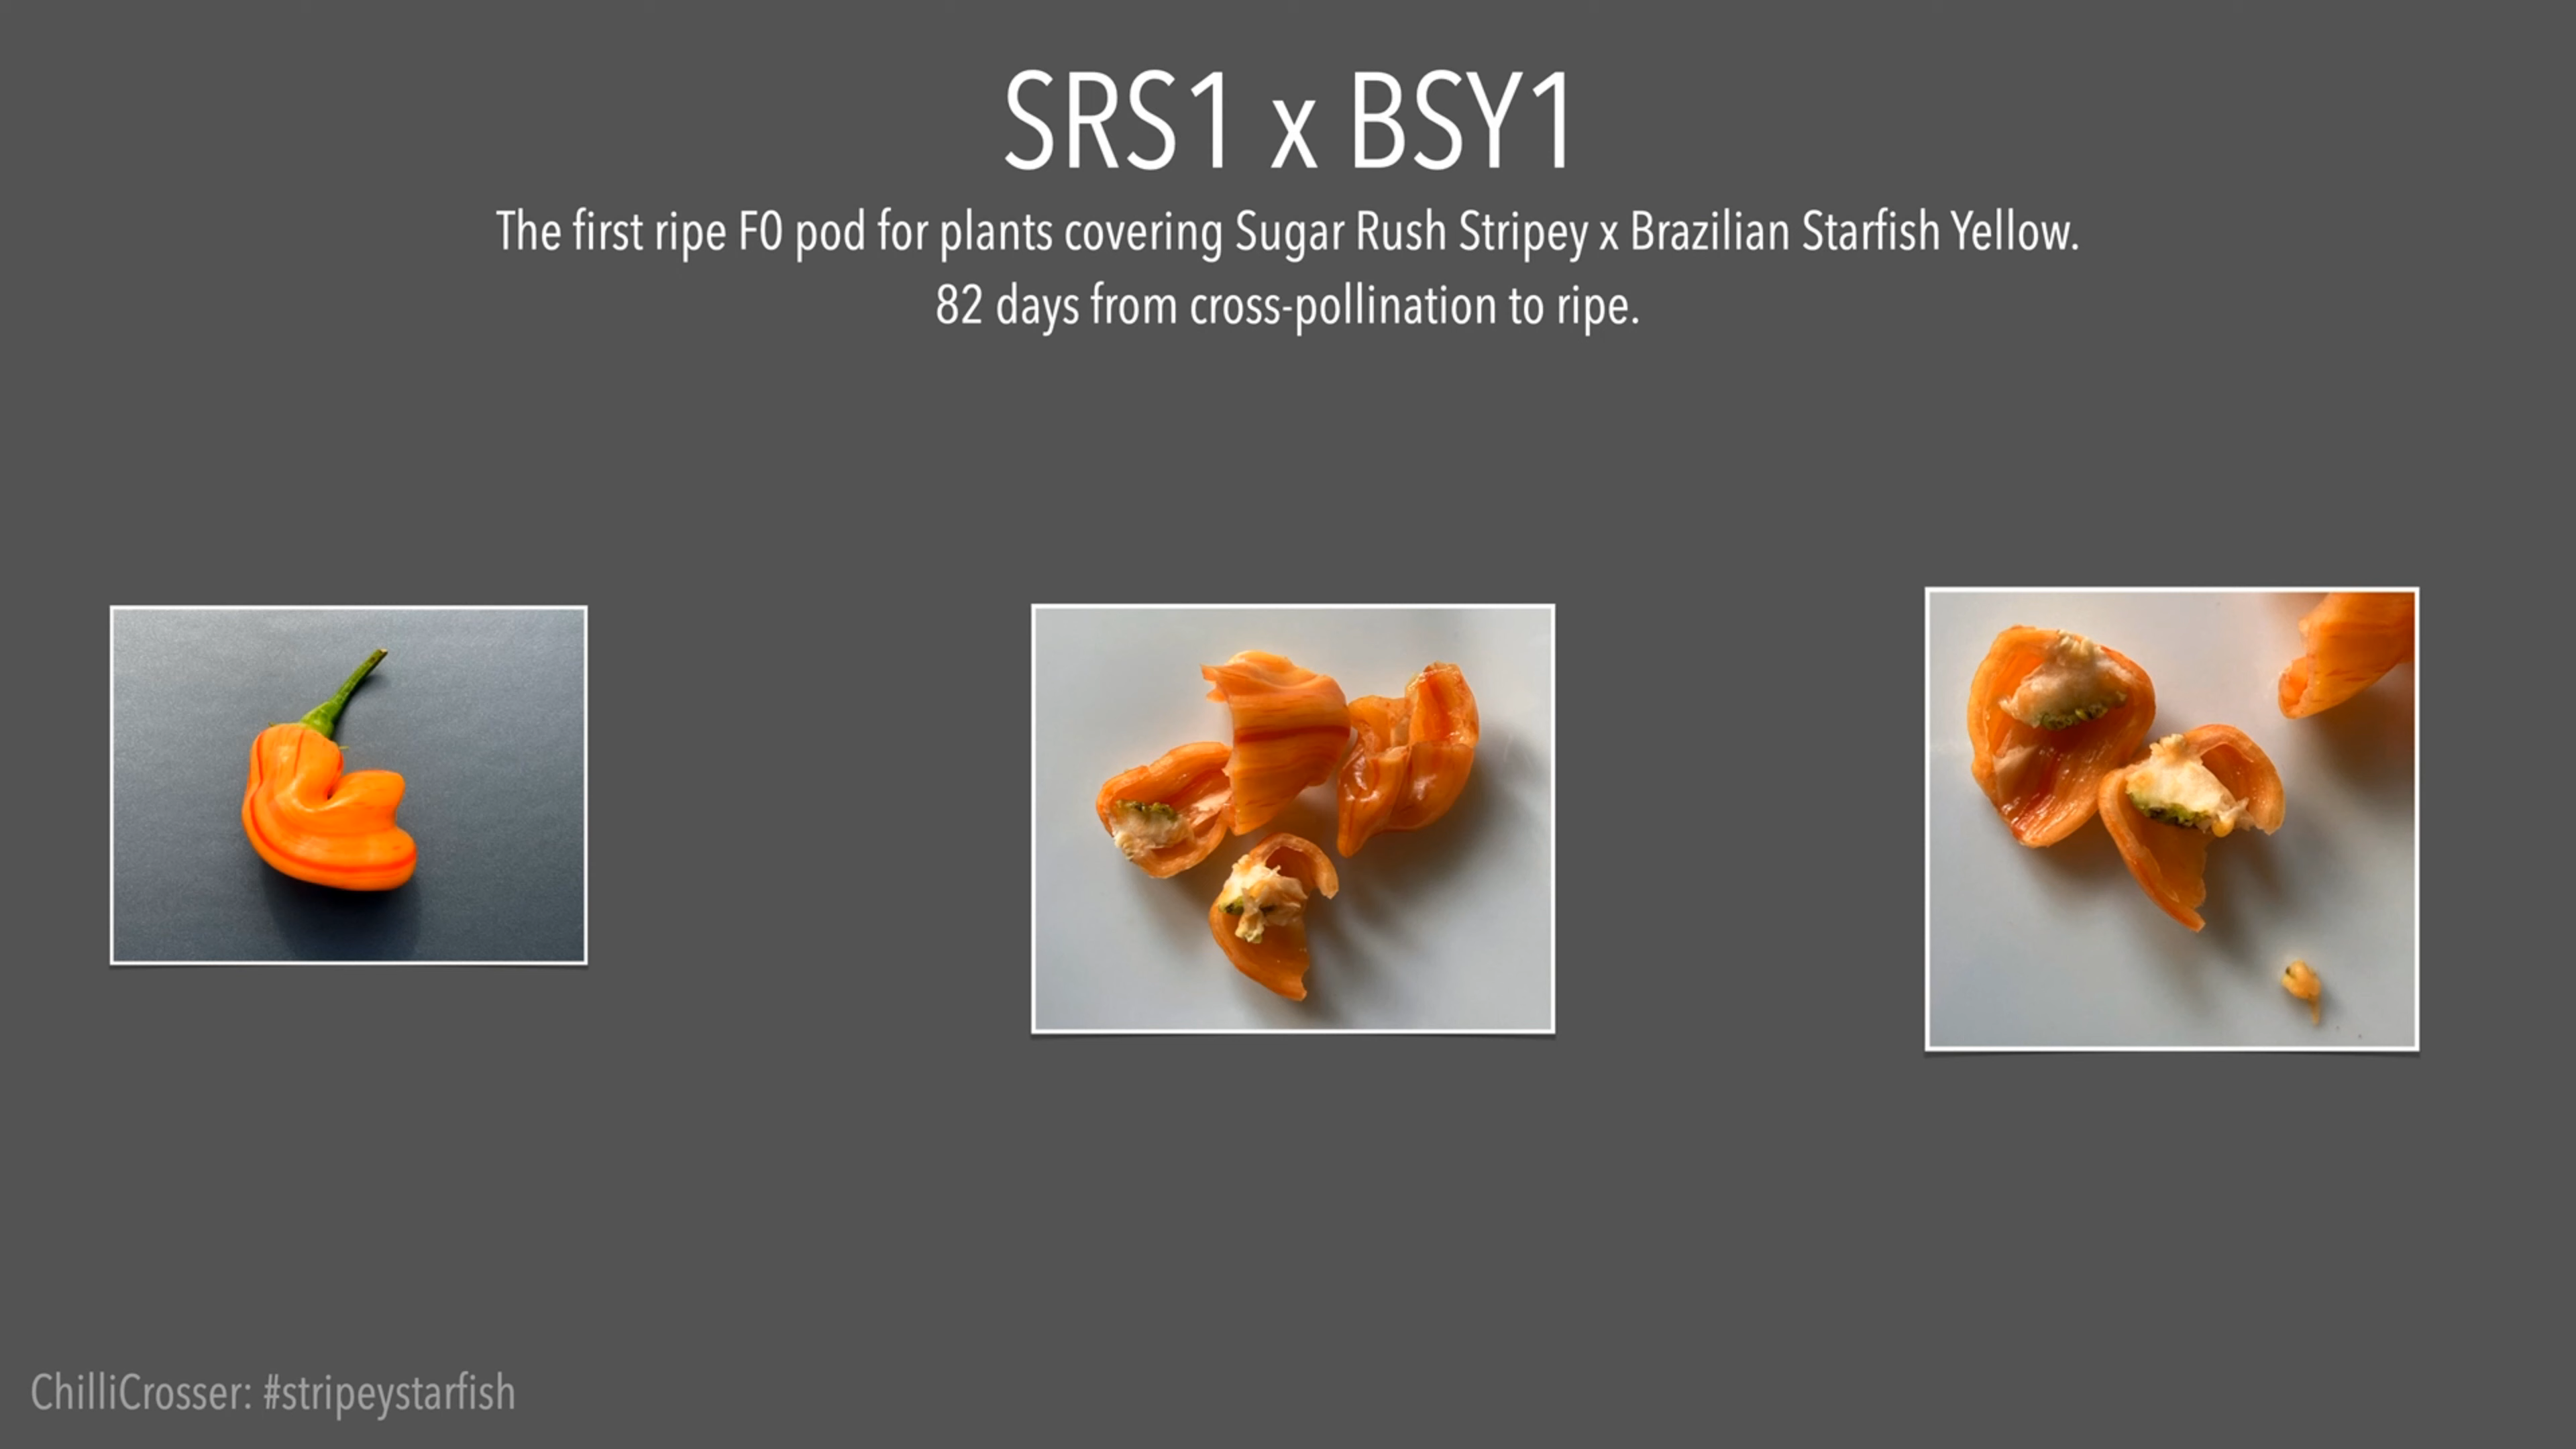 SRS1 x BSY1
The first ripe F0 pod for plants covering Sugar Rush Stripey x Brazilian Starfish Yellow.
82 days from cross-pollination to ripe.
ChilliCrosser: #stripeystarfish